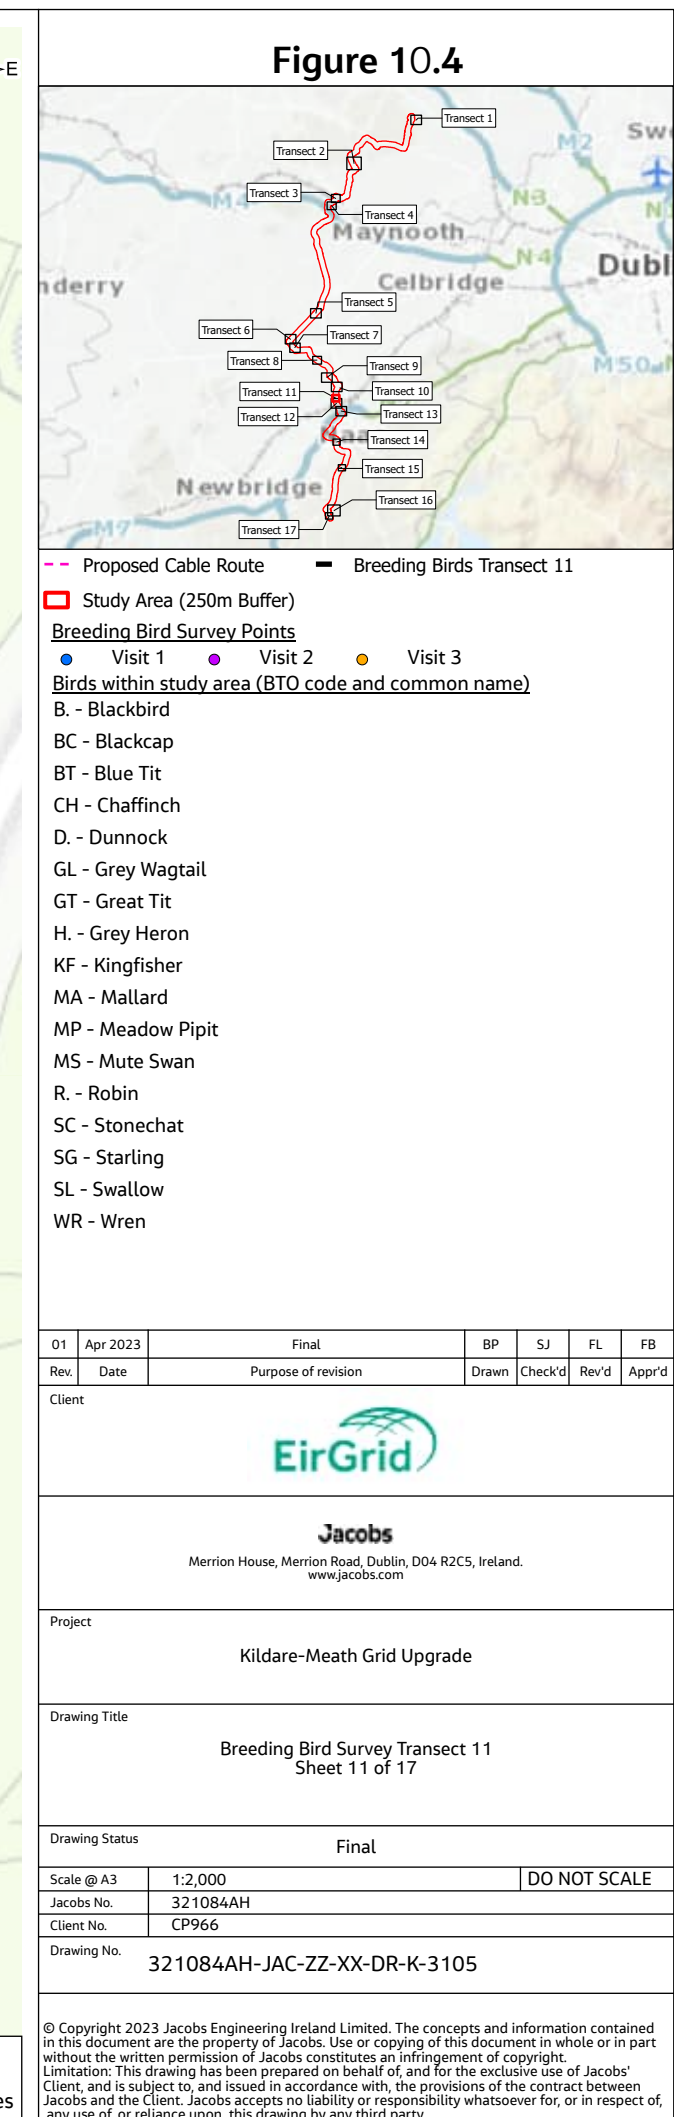 E
Figure 10.4
Transect 1
M2
Transect 2
Transect 3
M4
N3
Transect 4
Maynooth
N4
Celbridge
Transect 5
Transect 6
Transect 7
Transect 8
M50
Transect 9
Transect 11
Transect 10
Transect 12
Transect 13
Transect 14
Transect 15
Newbridge
Transect 16
M7
Transect 17
Proposed Cable Route
Breeding Birds Transect 11
Study Area (250m Buffer)
Breeding Bird Survey Points
Visit 1 Visit 2 Visit 3
Birds within study area (BTO code and common name)
B. - Blackbird
BC - Blackcap
BT - Blue Tit
CH - Chaffinch
D. - Dunnock
GL - Grey Wagtail
GT - Great Tit
H. - Grey Heron
KF - Kingfisher
MA - Mallard
MP - Meadow Pipit
MS - Mute Swan
R. - Robin
SC - Stonechat
SG - Starling
SL - Swallow
WR - Wren
01 Apr 2023 Final BP SJ FL FB
Rev. Date Purpose of revision Drawn Check'd Rev'd Appr'd
Client
EirGrid
Jacobs
Merrion House, Merrion Road, Dublin, D04 R2C5, Ireland.
www.jacobs.com
Project
Kildare-Meath Grid Upgrade
Drawing Title
Breeding Bird Survey Transect 11
Sheet 11 of 17
Drawing Status
Final
Scale @ A3 1:2,000 DO NOT SCALE
Jacobs No. 321084AH
Client No. CP966
Drawing No. 321084AH-JAC-ZZ-XX-DR-K-3105
© Copyright 2023 Jacobs Engineering Ireland Limited. The concepts and information contained
in this document are the property of Jacobs. Use or copying of this document in whole or in part
without the written permission of Jacobs constitutes an infringement of copyright.
Limitation: This drawing has been prepared on behalf of, and for the exclusive use of Jacobs'
Client, and is subject to, and issued in accordance with, the provisions of the contract between
Jacobs and the Client. Jacobs accepts no liability or responsibility whatsoever for, or in respect of,
any use of, or reliance upon, this drawing by any third party.